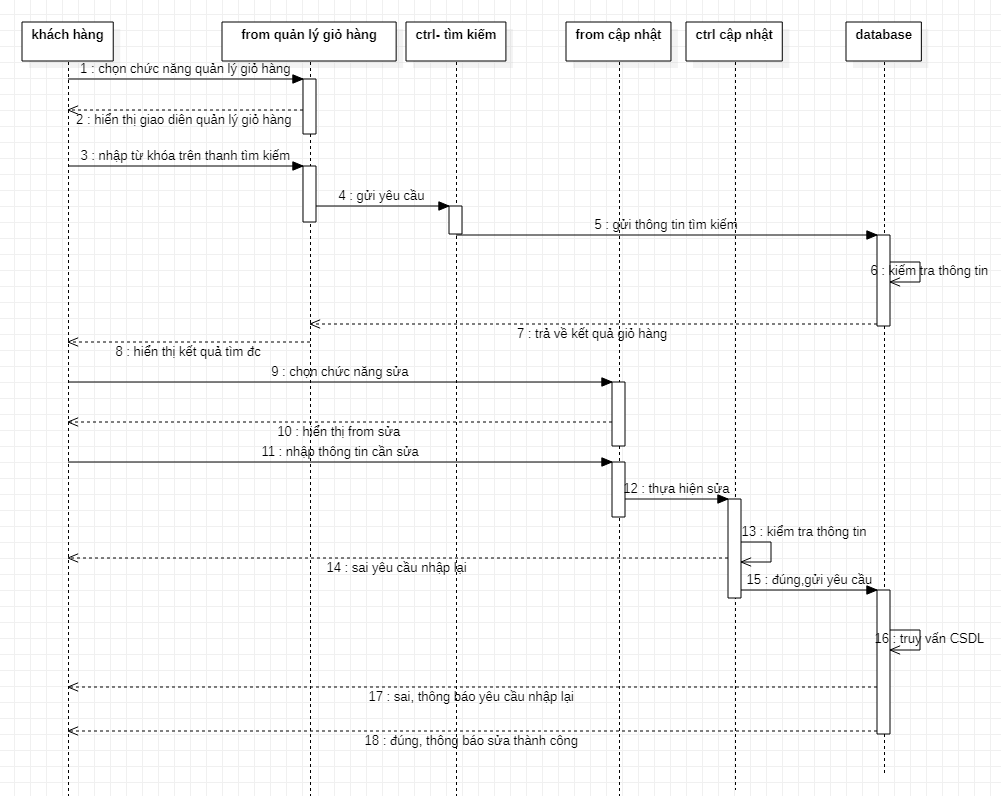 khách hàng
from quản lý giỏ hàng
ctrl- tìm kiếm
from cập nhật
ctrl cập nhật
database
1 : chọn chức năng quản lý giỏ hàng
2 : hiển thị giao diên quản lý giỏ hàng
3 : nhập từ khóa trên thanh tìm kiếm
4 : gửi yêu cầu
5 : gửi thông tin tìm kiếm
6 : kiểm tra thông tin
7 : trả về kết quả giỏ hàng
8 : hiển thị kết quả tìm đc
9 : chọn chức năng sửa
10 : hiển thị from sửa
11 : nhập thông tin cần sửa
12 : thựa hiện sửa
13 : kiểm tra thông tin
14 : sai yêu cầu nhập lại
15 : đúng,gửi yêu cầu
16 : truy vấn CSDL
17 : sai, thông báo yêu cầu nhập lại
18 : đúng, thông báo sửa thành công